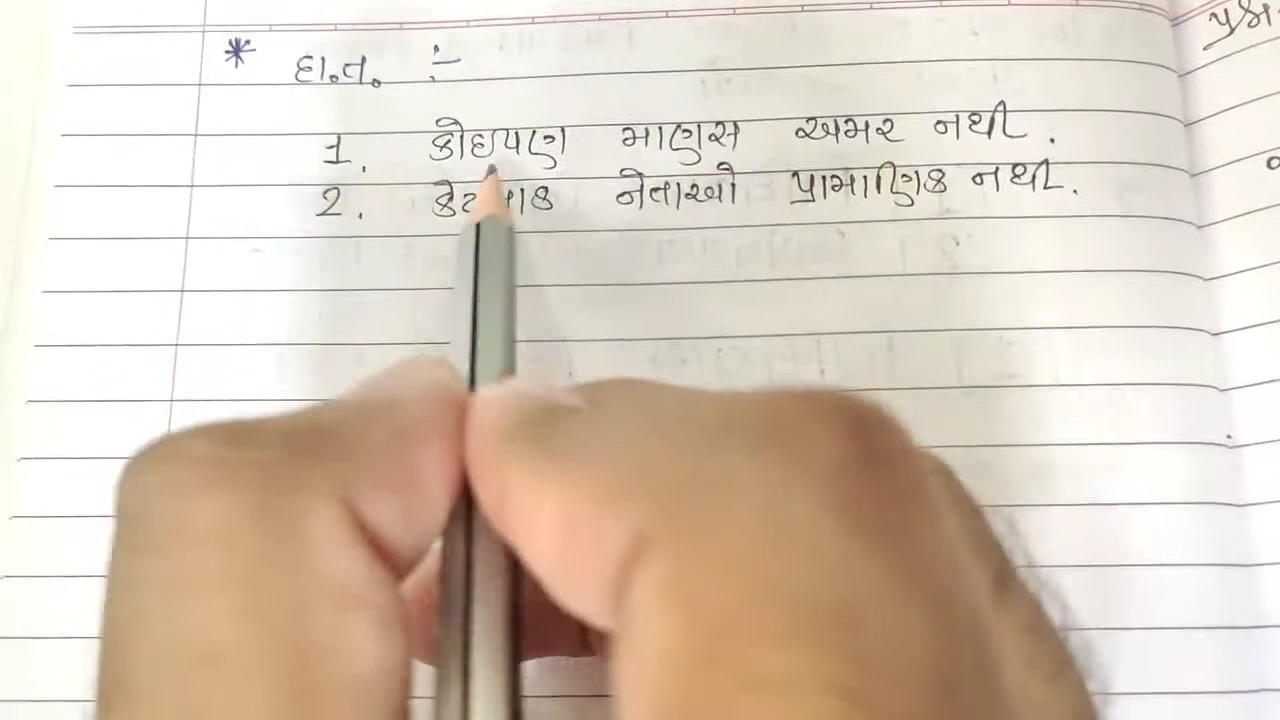 * દા.ત. :-
1. કોઈપણ માણસ અમર નથી.
2. નેતાઓ પ્રામાણિક નથી.